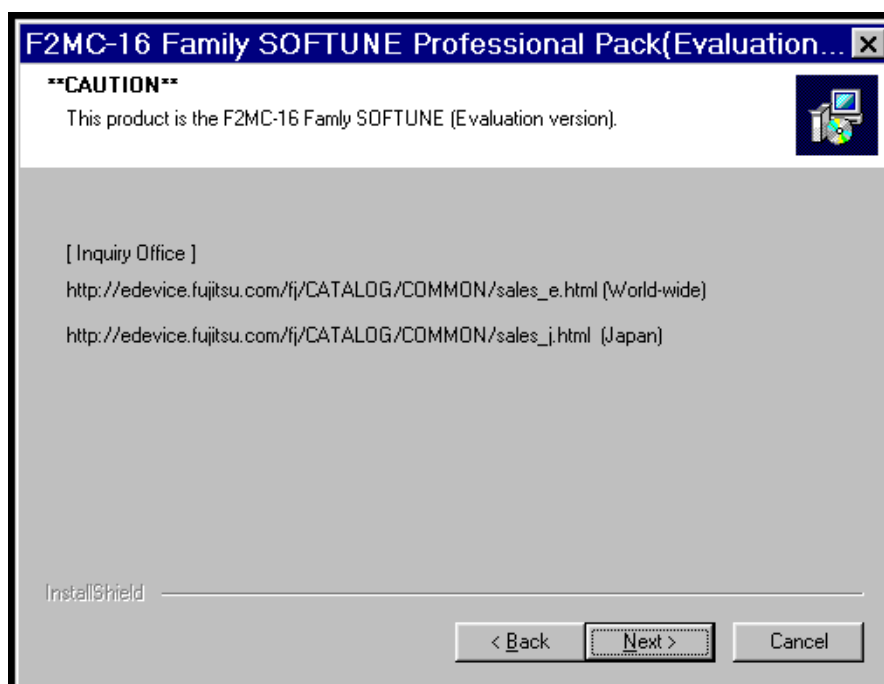 F2MC-16 Family SOFTUNE Professional Pack(Evaluation...
**CAUTION**
This product is the F2MC-16 Famly SOFTUNE (Evaluation version).
[ Inquiry Office ]
http://edevice.fujitsu.com/fj/CATALOG/COMMON/sales_e.html (World-wide)
http://edevice.fujitsu.com/fj/CATALOG/COMMON/sales_j.html (Japan)
InstallShield
< Back Next > Cancel